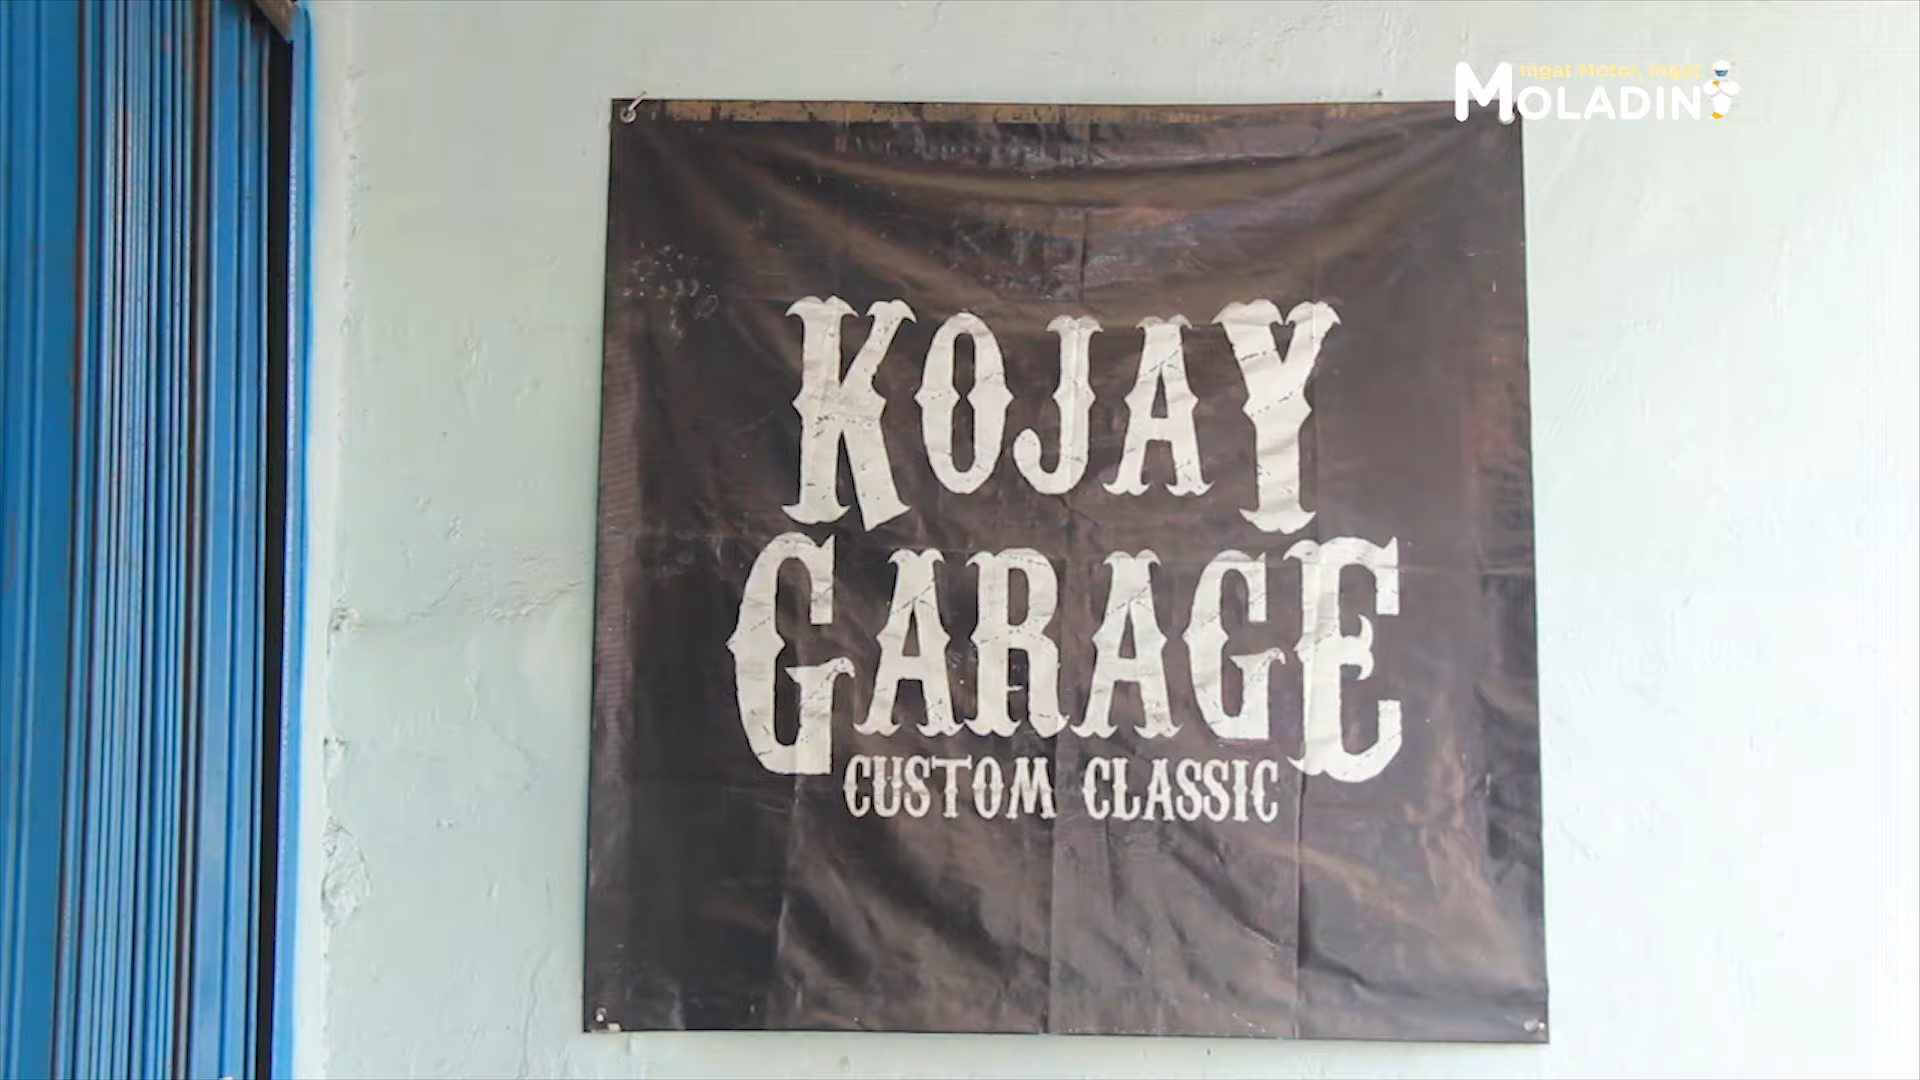 Ingat Motor, Ingat
MOLADIN
KOJAY
GARAGE
CUSTOM CLASSIC